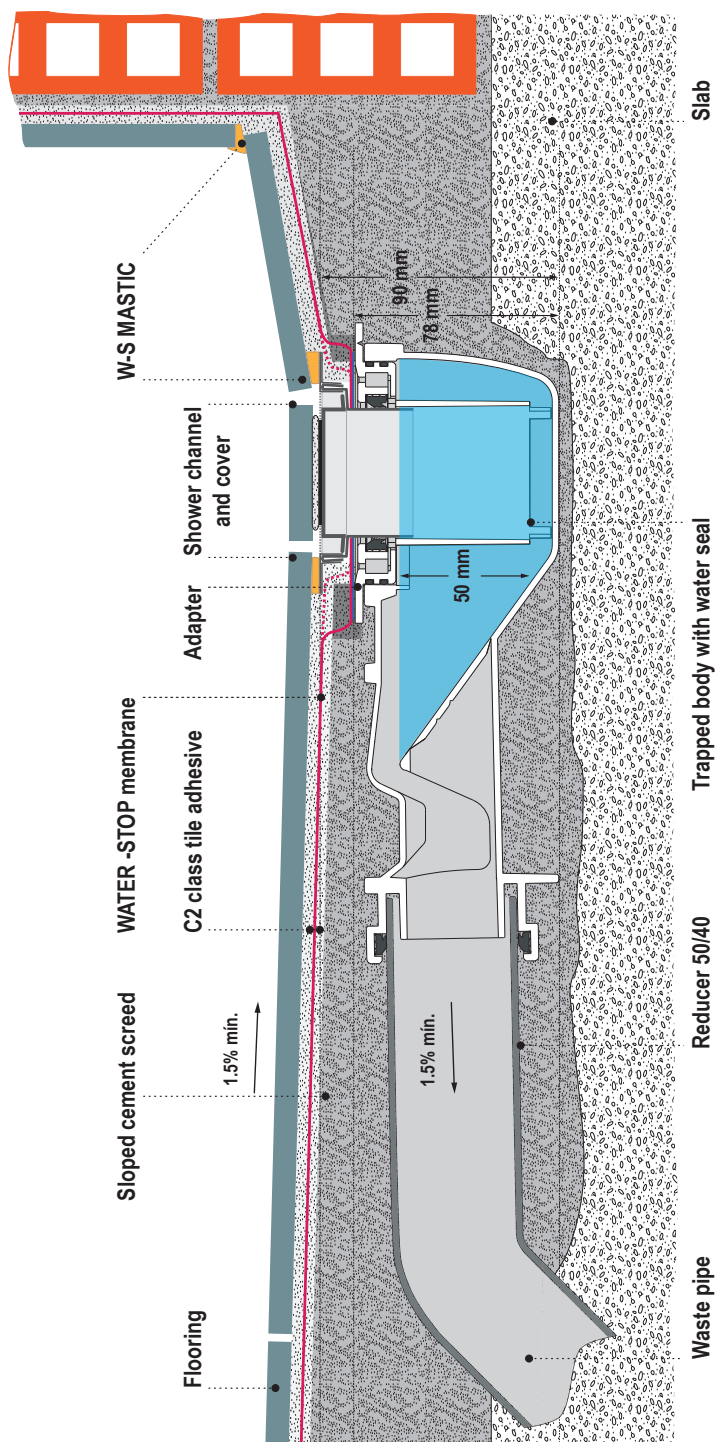 Flooring
Sloped cement screed
1.5% mín.
C2 class tile adhesive
WATER -STOP membrane
Adapter
Shower channel
and cover
W-S MASTIC
1.5% mín.
50 mm
78 mm
90 mm
Waste pipe
Reducer 50/40
Trapped body with water seal
Slab